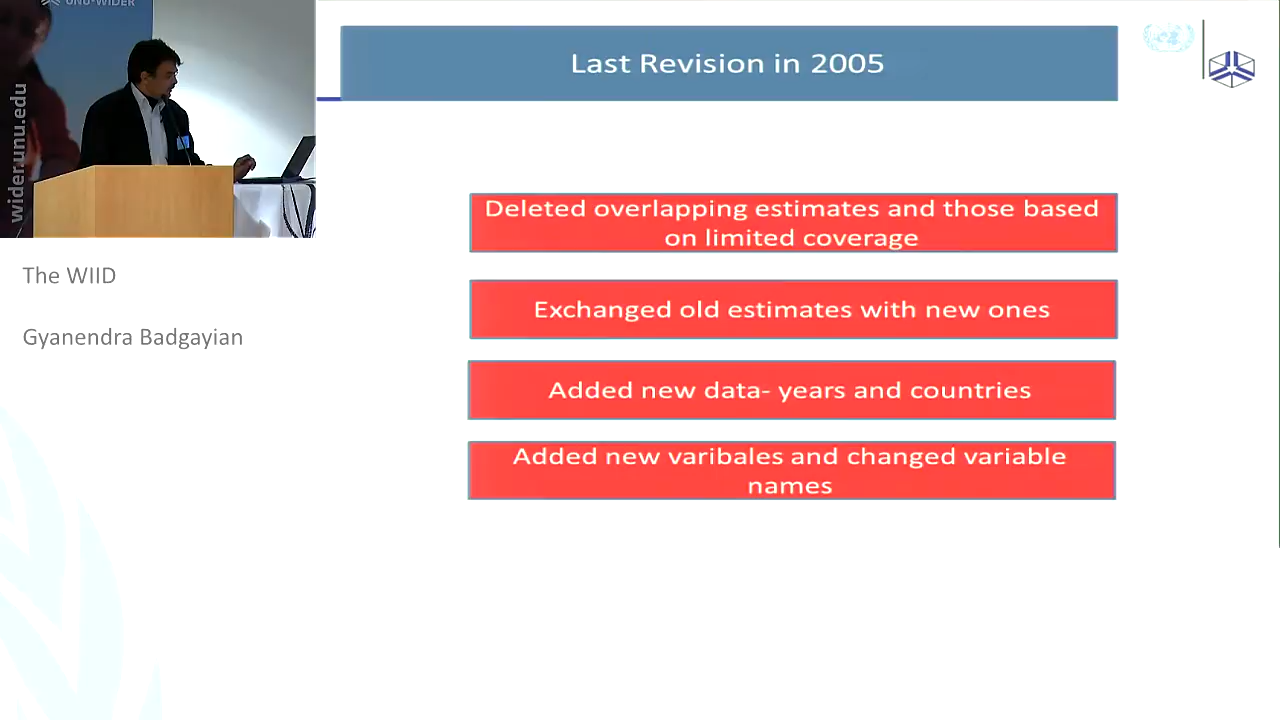 UNU-WIDER
wider.unu.edu
Last Revision in 2005
Deleted overlapping estimates and those based
on limited coverage
Exchanged old estimates with new ones
Added new data- years and countries
Added new varibales and changed variable
names
The WIID
Gyanendra Badgayian